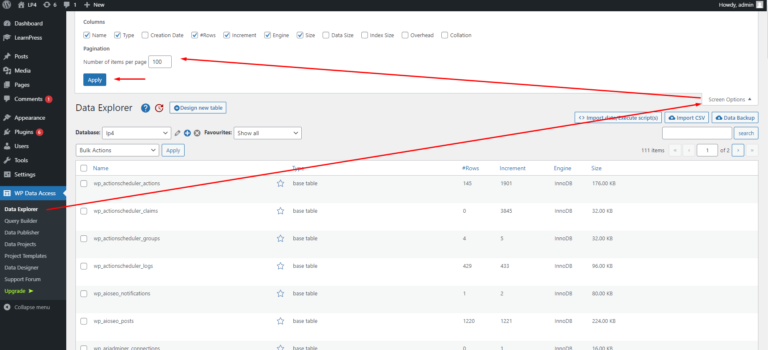 LP4 6 1 New
Howdy, admin
Dashboard
LearnPress
Posts
Media
Pages
Comments 1
Appearance
Plugins 6
Users
Tools
Settings
WP Data Access
Data Explorer
Query Builder
Data Publisher
Data Projects
Project Templates
Data Designer
Support Forum
Upgrade ➤
Collapse menu
Columns
Name Type Creation Date #Rows Increment Engine Size Data Size Index Size Overhead Collation
Pagination
Number of items per page 100
Apply
Screen Options ▲
Data Explorer ? Design new table
<> Import data/execute script(s) Import CSV Data Backup
Database: lp4 Favourites: Show all
search
Bulk Actions Apply
111 items « ‹ 1 of 2 › »
Name Type #Rows Increment Engine Size
wp_actionscheduler_actions base table 145 1901 InnoDB 176.00 KB
wp_actionscheduler_claims base table 0 3845 InnoDB 32.00 KB
wp_actionscheduler_groups base table 4 5 InnoDB 32.00 KB
wp_actionscheduler_logs base table 429 433 InnoDB 96.00 KB
wp_aioseo_notifications base table 1 2 InnoDB 80.00 KB
wp_aioseo_posts base table 1220 1221 InnoDB 224.00 KB
wp_arjadminer_connections base table 0 1 InnoDB 16.00 KB